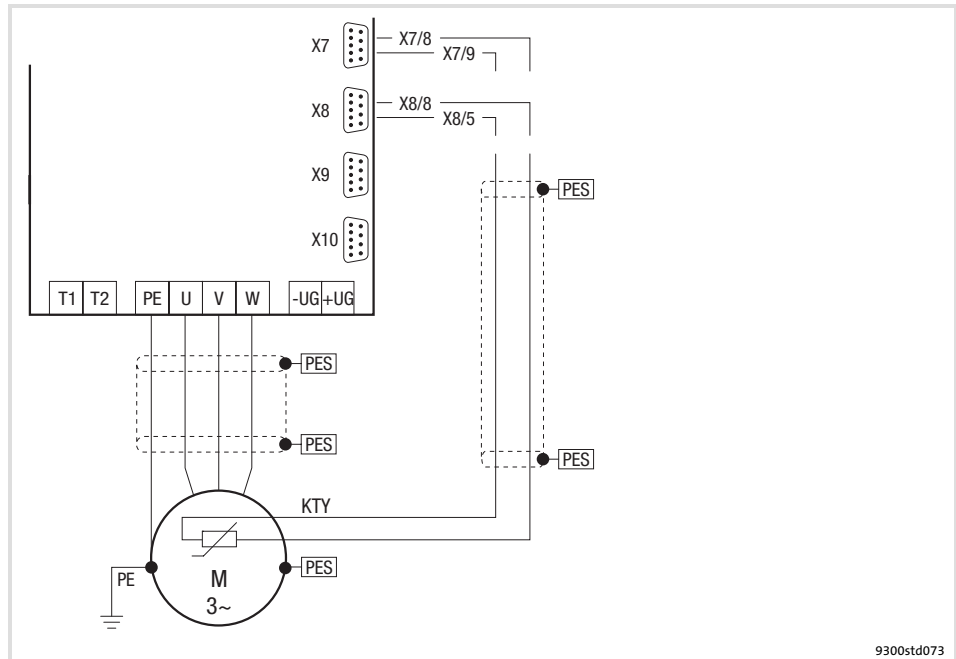 X7
X7/8
X7/9
X8
X8/8
X8/5
X9
X10
PES
T1 T2 PE U V W -UG +UG
PES
PES
PES
KTY
PE
M
3~
PES
9300std073